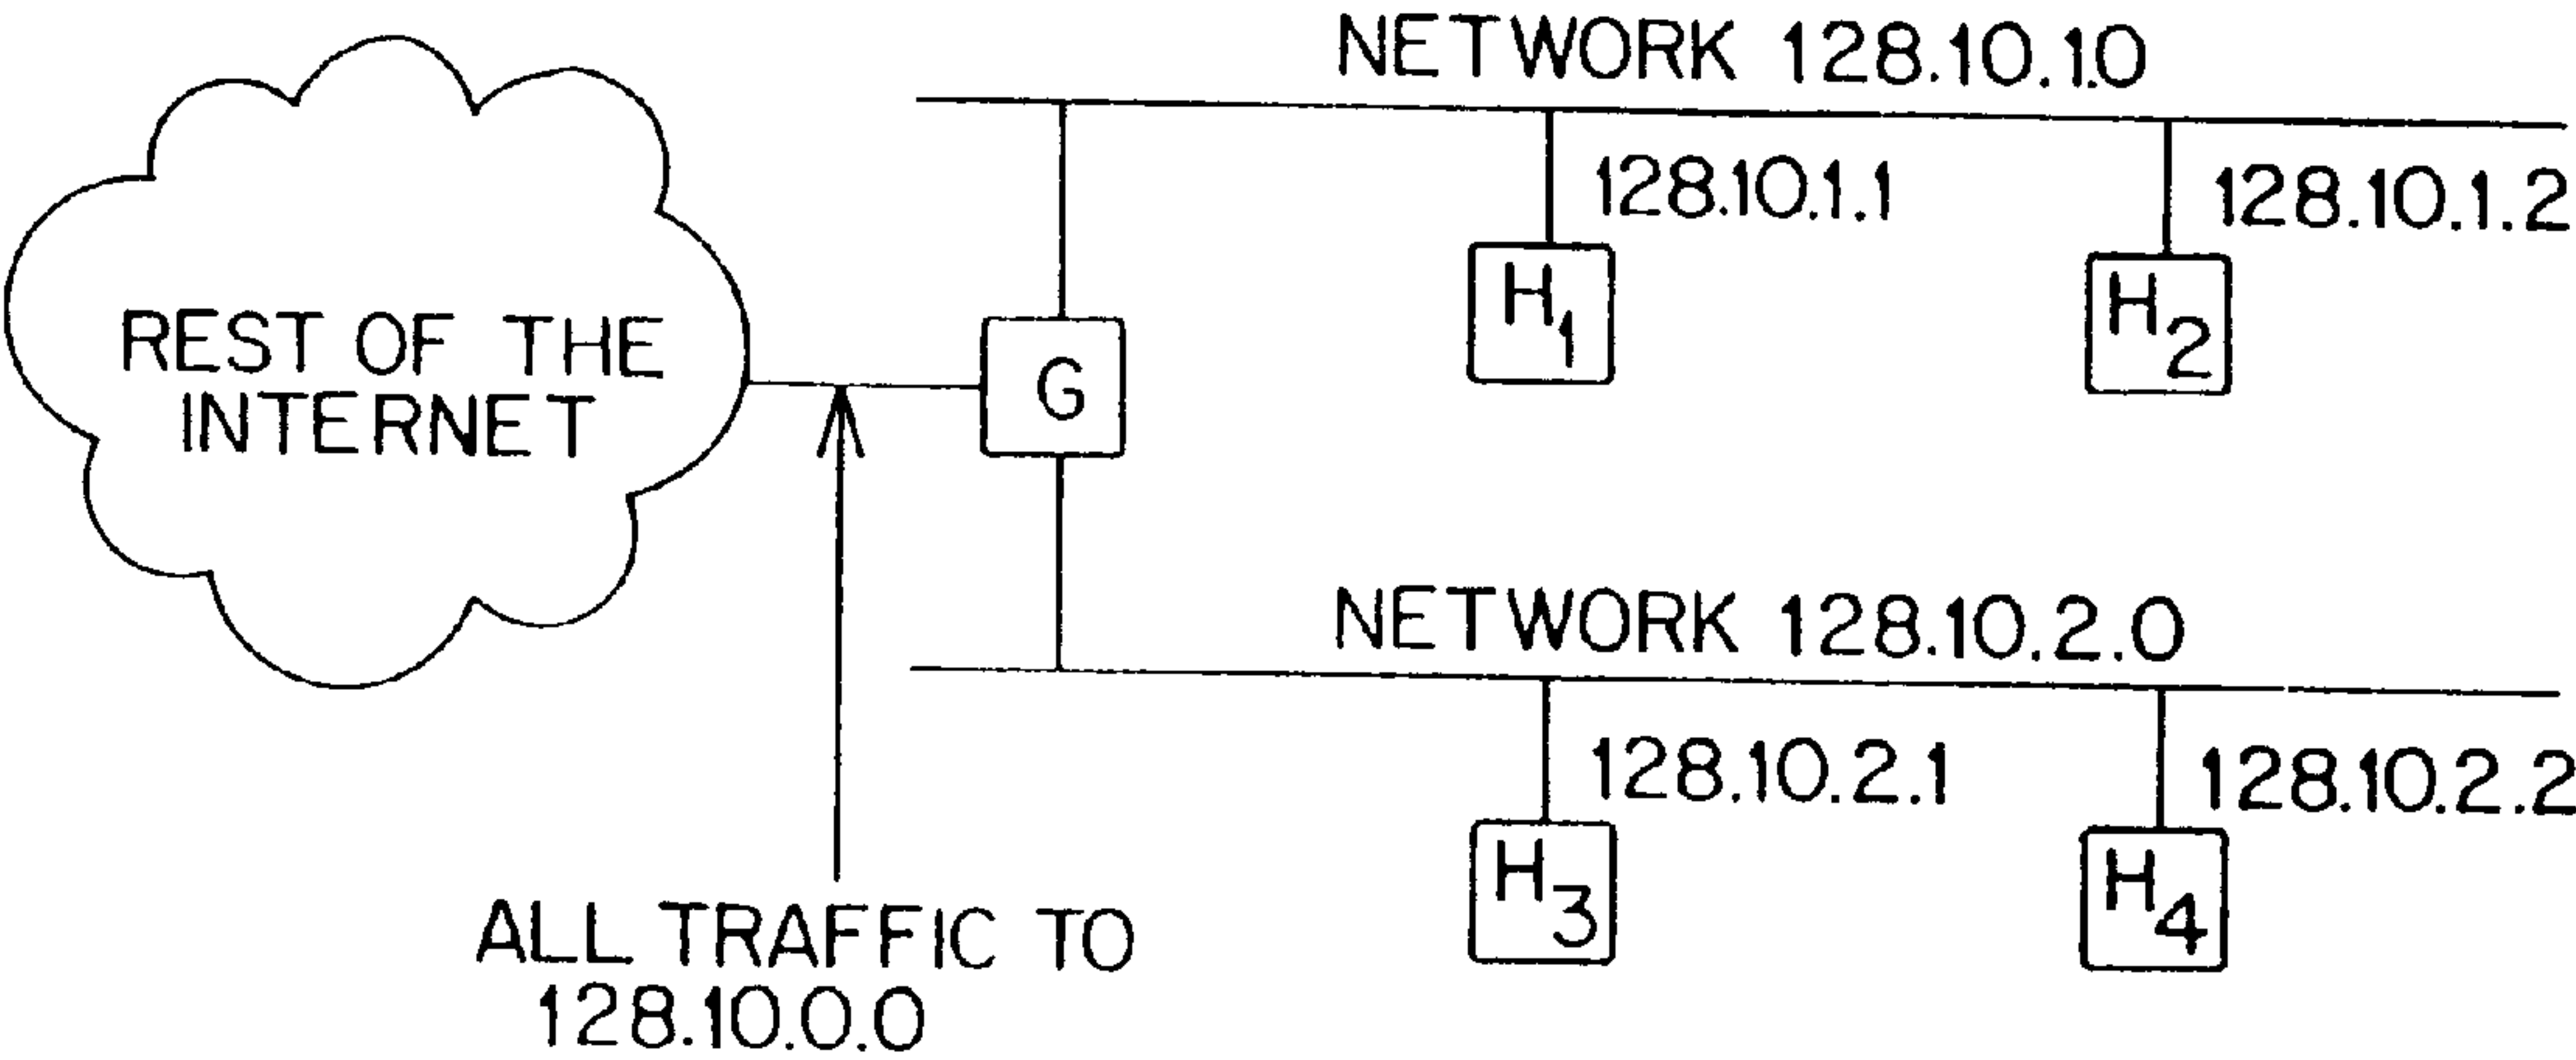 NETWORK 128.10.1.0
128.10.1.1
128.10.1.2
H1
H2
REST OF THE
INTERNET
G
NETWORK 128.10.2.0
128.10.2.1
128.10.2.2
H3
H4
ALL TRAFFIC TO
128.10.0.0